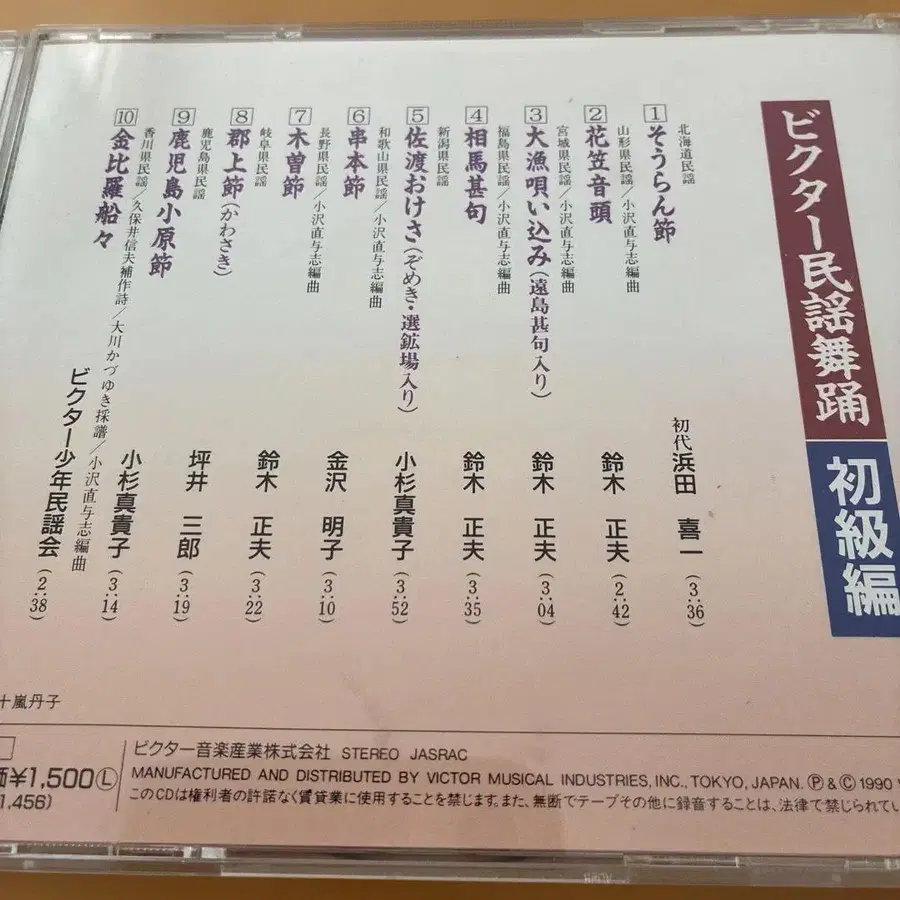 ビクター民謡舞踊
初級編
北海道民謡
1 そうらん節 初代浜田 喜一 (3:36)
山形県民謡/小沢直与志編曲
2 花笠音頭 鈴木 正夫 (2:42)
宮城県民謡/小沢直与志編曲
3 大漁唄い込み(遠島甚句入り) 鈴木 正夫 (3:04)
福島県民謡/小沢直与志編曲
4 相馬甚句 鈴木 正夫 (3:35)
新潟県民謡
5 佐渡おけさ(ぞめき・選鉱場入り) 小杉真貴子 (3:52)
和歌山県民謡/小沢直与志編曲
6 串本節 金沢 明子 (3:10)
長野県民謡/小沢直与志編曲
7 木曽節 鈴木 正夫 (3:22)
岐阜県民謡
8 郡上節(かわさき) 坪井 三郎 (3:19)
鹿児島県民謡
9 鹿児島小原節 小杉真貴子 (3:14)
香川県民謡/久保井信夫補作詩/大川かづゆき採譜/小沢直与志編曲
10 金比羅船々 ビクター少年民謡会 (2:38)
十嵐丹子
¥1,500 Ⓛ
1,456)
ビクター音楽産業株式会社 STEREO JASRAC
MANUFACTURED AND DISTRIBUTED BY VICTOR MUSICAL INDUSTRIES, INC., TOKYO, JAPAN. Ⓟ & © 1990
このCDは権利者の許諾なく賃貸業に使用することを禁じます。また、無断でテープその他に録音することは、法律で禁じられてい